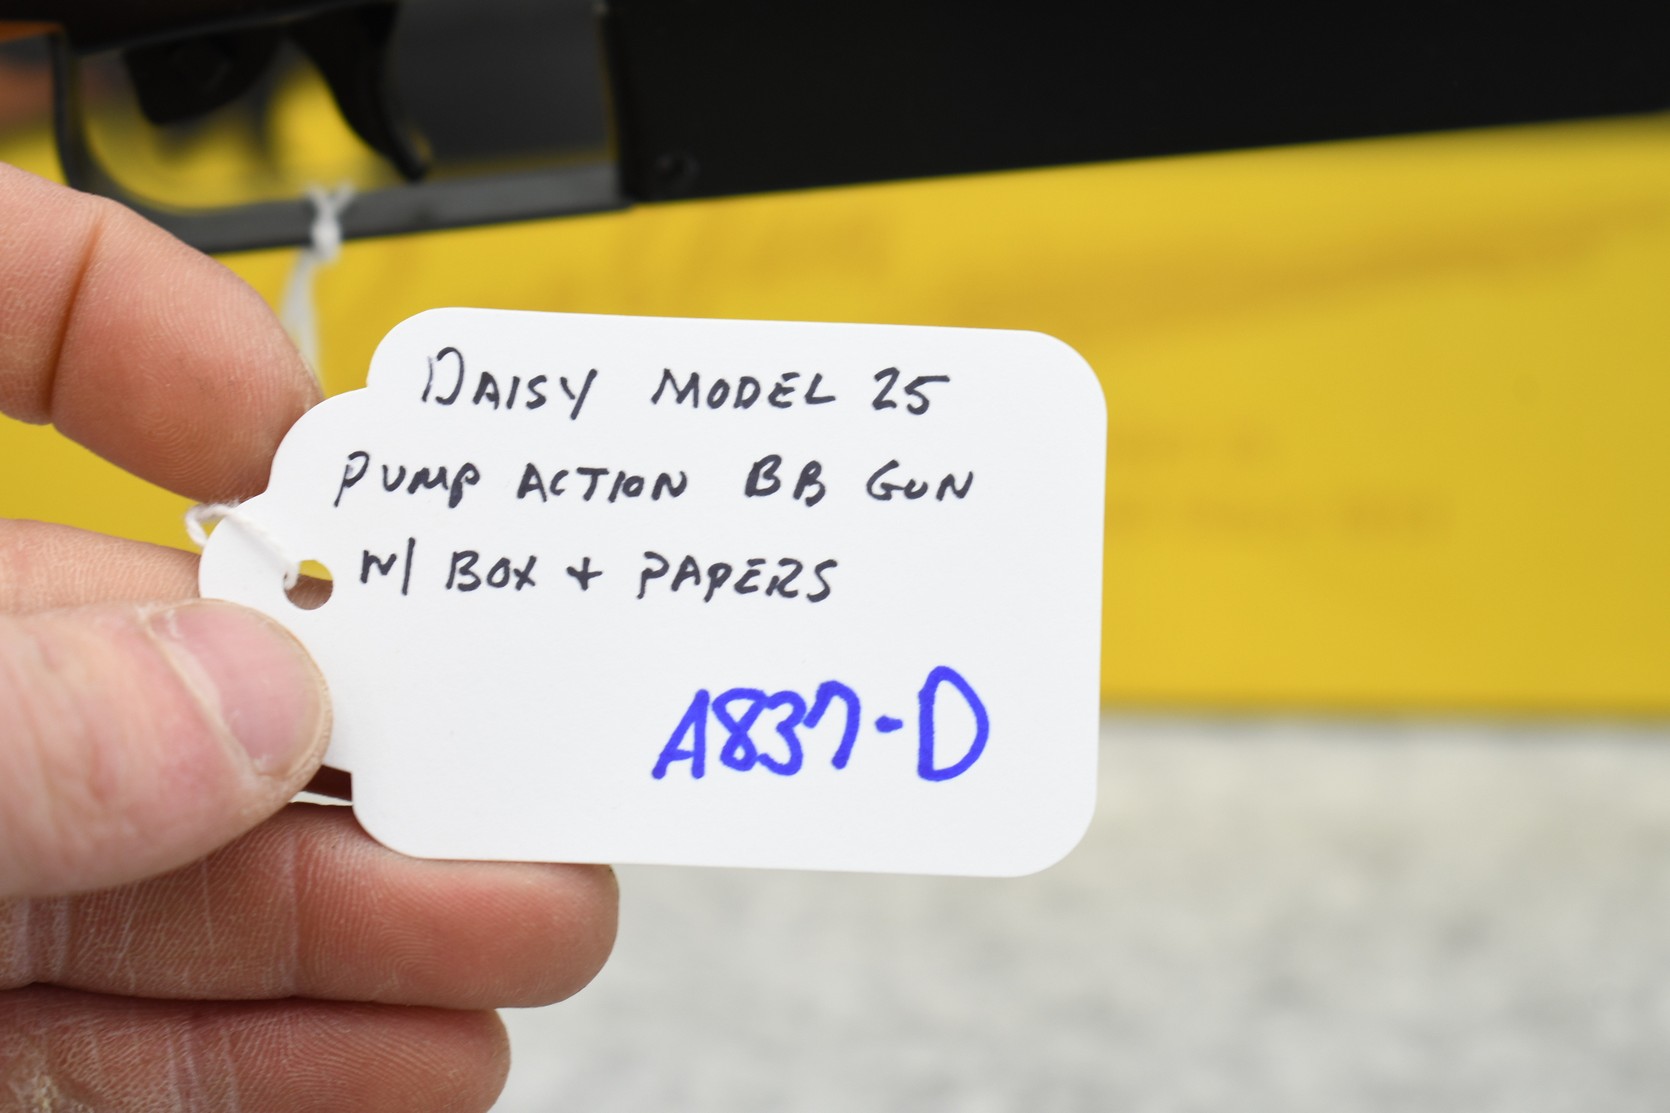 DAISY MODEL 25
PUMP ACTION BB GUN
W/ BOX + PAPERS
A837-D